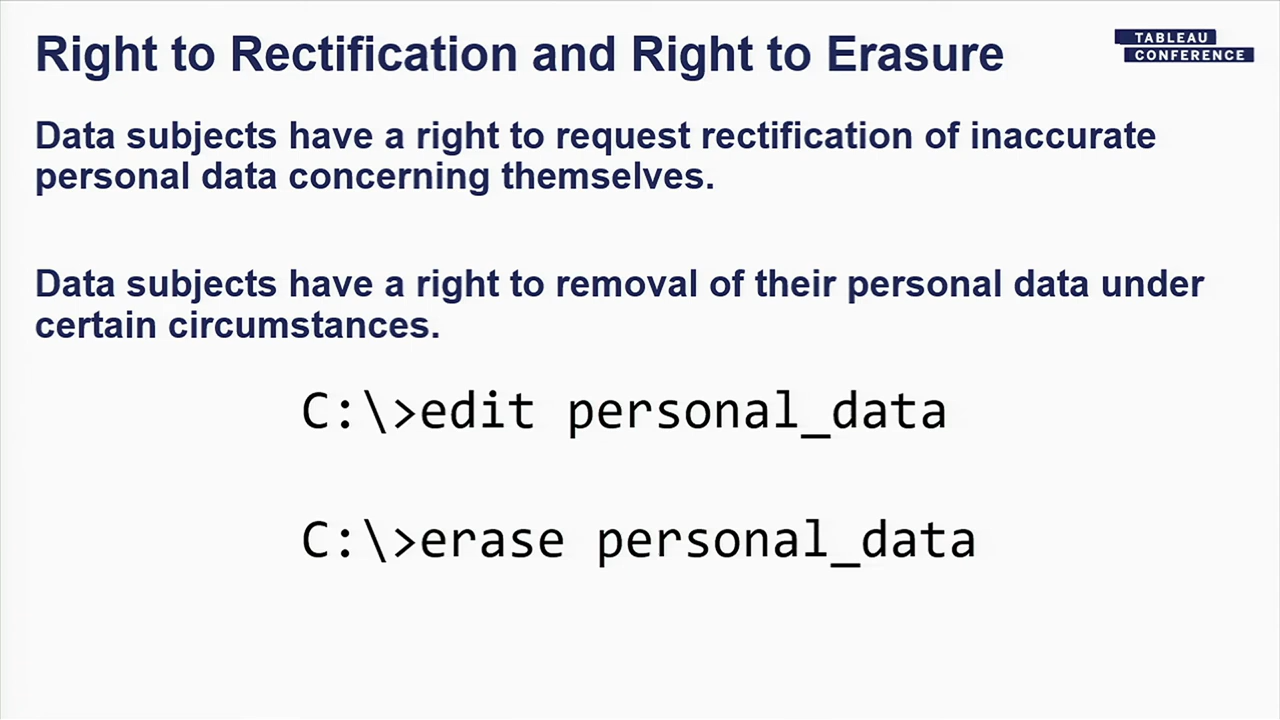 Right to Rectification and Right to Erasure
TABLEAU
CONFERENCE
Data subjects have a right to request rectification of inaccurate
personal data concerning themselves.
Data subjects have a right to removal of their personal data under
certain circumstances.
C:\>edit personal_data
C:\>erase personal_data